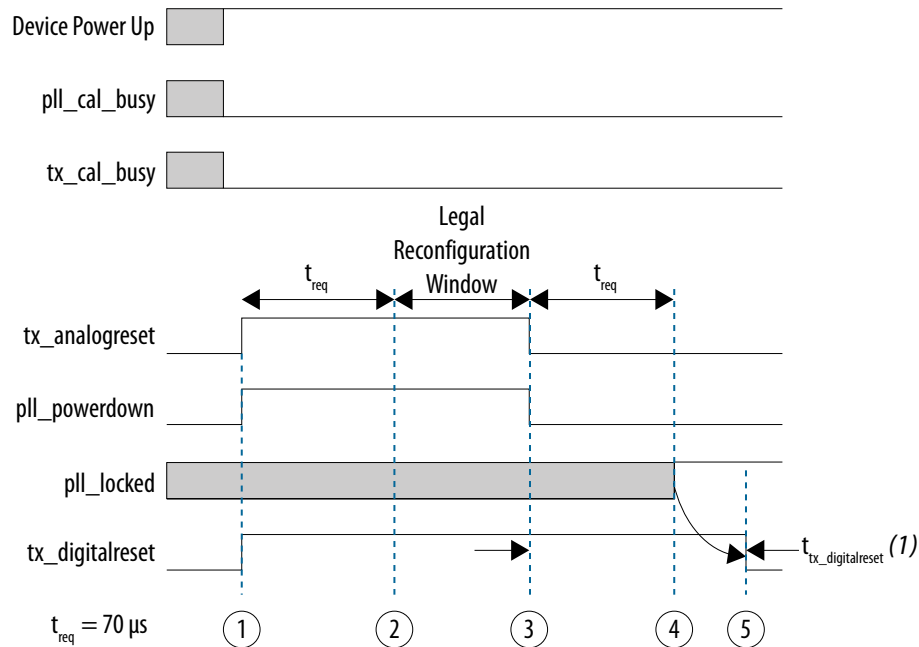 Device Power Up
pll_cal_busy
tx_cal_busy
Legal
Reconfiguration
Window
t_req
t_req
tx_analogreset
pll_powerdown
pll_locked
tx_digitalreset
t_tx_digitalreset (1)
t_req = 70 µs
1 2 3 4 5